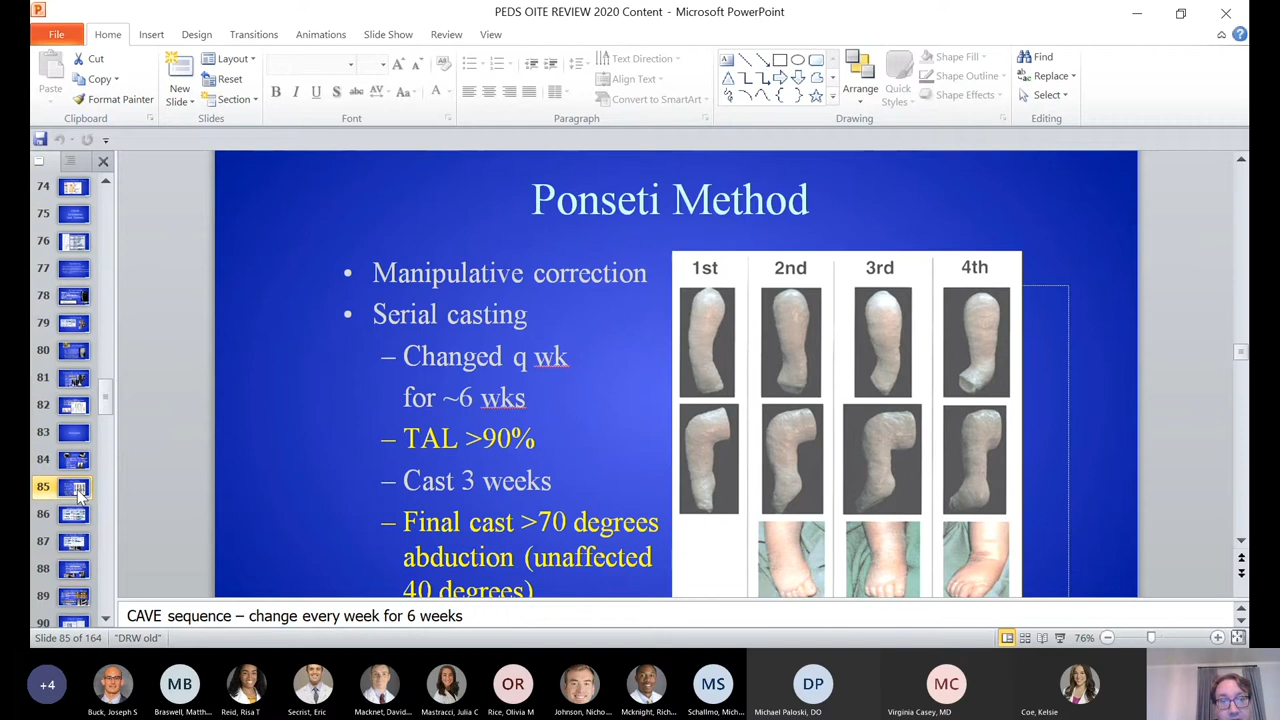 PEDS OITE REVIEW 2020 Content - Microsoft PowerPoint
File Home Insert Design Transitions Animations Slide Show Review View
Paste
Cut
Copy
Format Painter
Clipboard
New Slide
Layout
Reset
Section
Slides
Font
Text Direction
Align Text
Convert to SmartArt
Paragraph
Arrange
Quick Styles
Shape Fill
Shape Outline
Shape Effects
Drawing
Find
Replace
Select
Editing
74
75
76
77
78
79
80
81
82
83
84
85
86
87
88
89
90
Ponseti Method
• Manipulative correction
• Serial casting
– Changed q wk
for ~6 wks
– TAL >90%
– Cast 3 weeks
– Final cast >70 degrees
abduction (unaffected
40 degrees)
1st 2nd 3rd 4th
CAVE sequence – change every week for 6 weeks
Slide 85 of 164 "DRW old" 76%
+4 MB OR MS DP MC
Buck, Joseph S Braswell, Matth... Reid, Risa T Secrist, Eric Macknet, David... Mastracci, Julia C Rice, Olivia M Johnson, Nicho... Mcknight, Rich... Schallmo, Mich... Michael Paloski, DO Virginia Casey, MD Coe, Kelsie